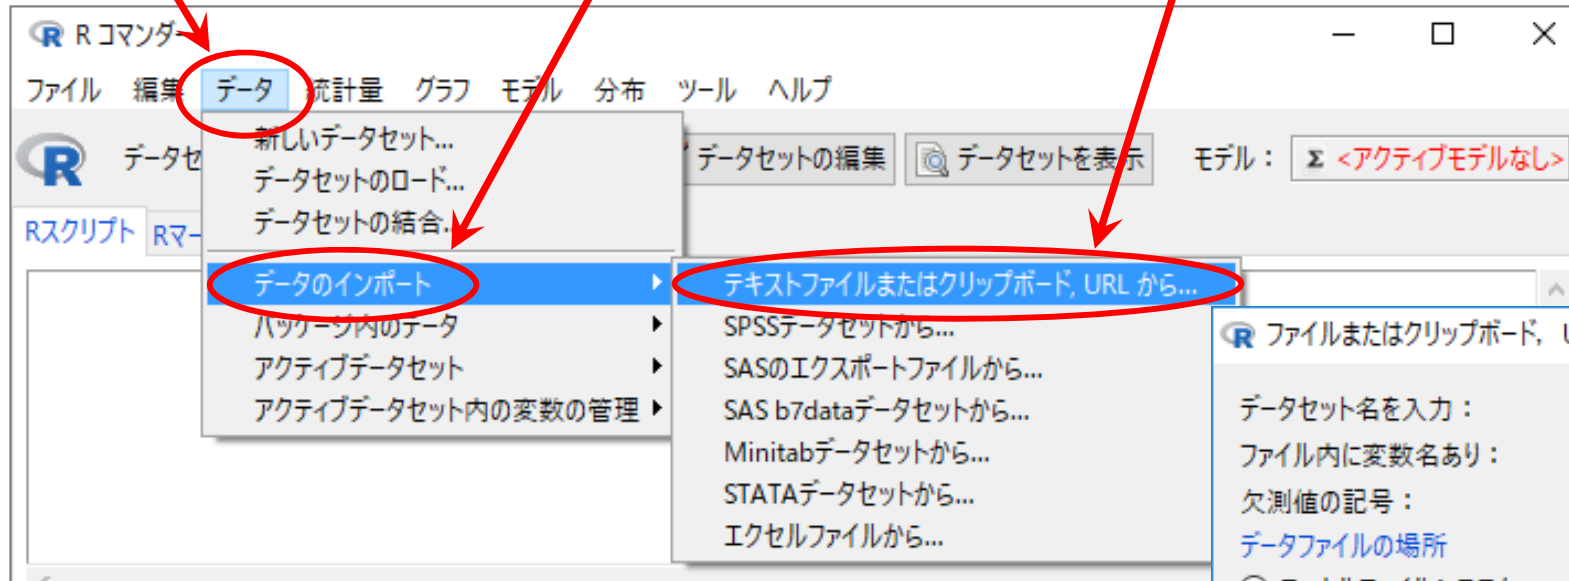 R コマンダー
ファイル 編集 データ 統計量 グラフ モデル 分布 ツール ヘルプ
データセ データセットの編集 データセットを表示 モデル： Σ <アクティブモデルなし>
新しいデータセット...
データセットのロード...
データセットの結合...
Rスクリプト Rマー
データのインポート
パッケージ内のデータ
アクティブデータセット
アクティブデータセット内の変数の管理
テキストファイルまたはクリップボード, URL から...
SPSSデータセットから...
SASのエクスポートファイルから...
SAS b7dataデータセットから...
Minitabデータセットから...
STATAデータセットから...
エクセルファイルから...
ファイルまたはクリップボード,
データセット名を入力：
ファイル内に変数名あり：
欠測値の記号：
データファイルの場所